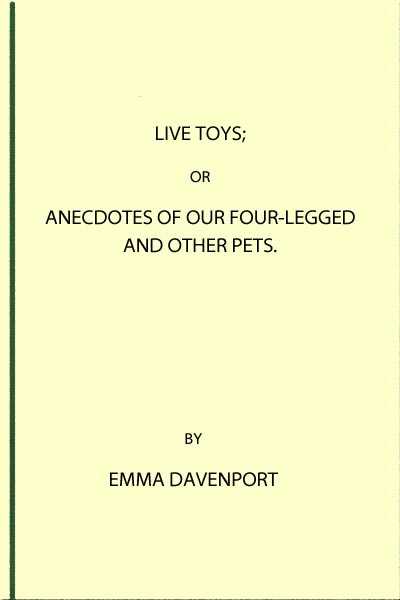 LIVE TOYS;
OR
ANECDOTES OF OUR FOUR-LEGGED
AND OTHER PETS.
BY
EMMA DAVENPORT